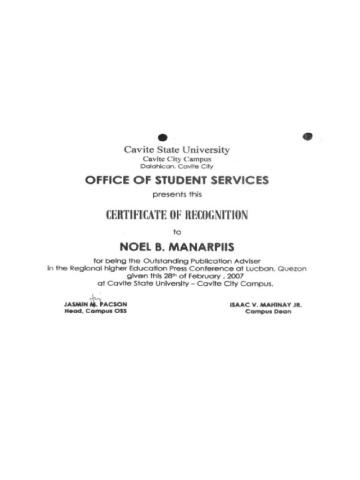 Cavite State University
Cavite City Campus
Dalahican, Cavite City
OFFICE OF STUDENT SERVICES
presents this
CERTIFICATE OF RECOGNITION
to
NOEL B. MANARPIIS
for being the Outstanding Publication Adviser
in the Regional higher Education Press Conference at Lucban, Quezon
given this 28th of February , 2007
at Cavite State University – Cavite City Campus.
JASMIN M. PACSON
Head, Campus OSS
ISAAC V. MAHINAY JR.
Campus Dean